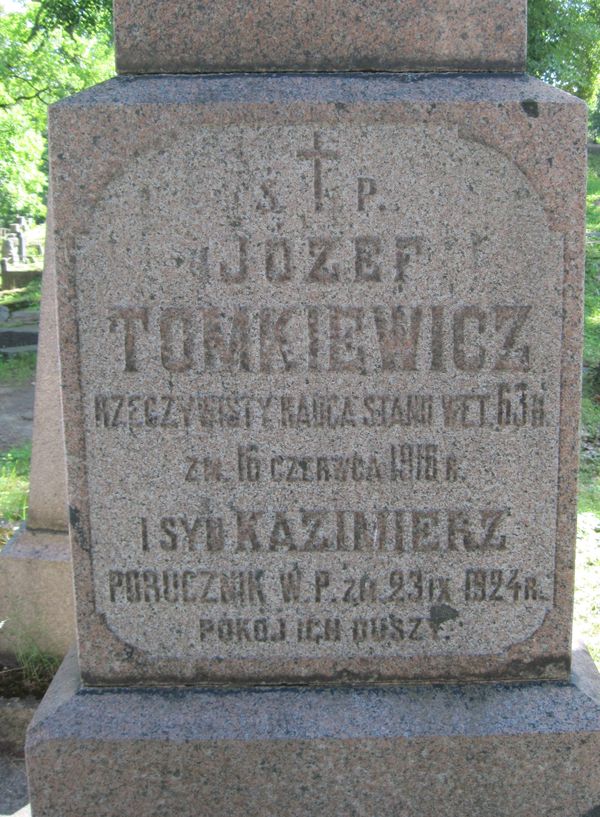 Ś. P.
JÓZEF
TOMKIEWICZ
RZECZYWISTY RADCA STANU WET. 63 R.
ZM. 16 CZERWCA 1918 R.
I SYN KAZIMIERZ
PORUCZNIK W. P. ZM. 23 IX 1924 R.
POKÓJ ICH DUSZY.